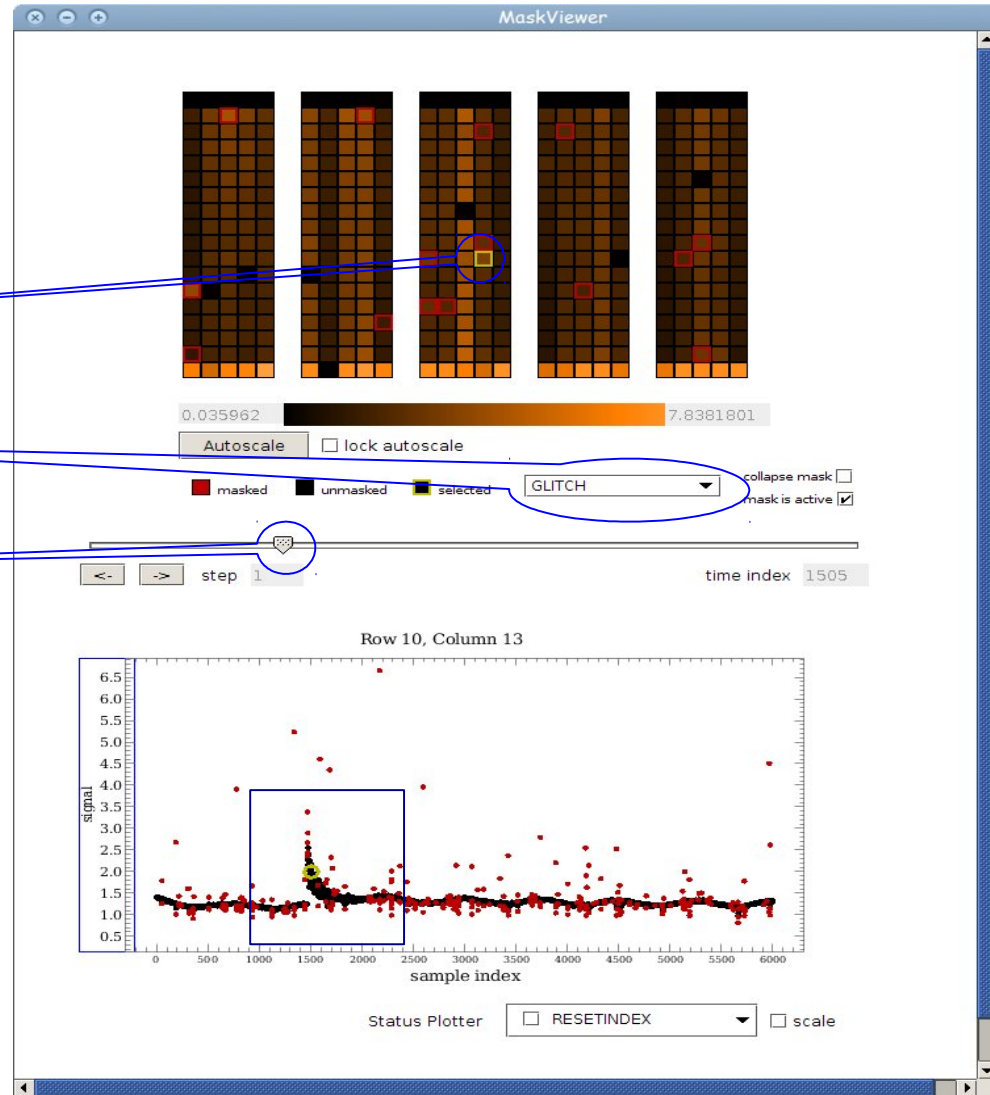 MaskViewer
0.035962 7.8381801
Autoscale lock autoscale
masked unmasked selected GLITCH collapse mask
mask is active
<- -> step 1 time index 1505
Row 10, Column 13
6.5
6.0
5.5
5.0
4.5
4.0
3.5
3.0
2.5
2.0
1.5
1.0
0.5
signal
0 500 1000 1500 2000 2500 3000 3500 4000 4500 5000 5500 6000
sample index
Status Plotter RESETINDEX scale